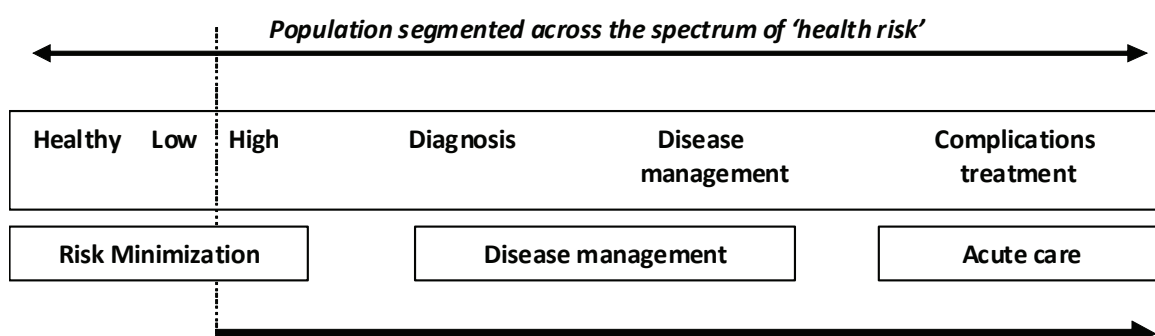 Population segmented across the spectrum of ‘health risk’
Healthy Low High Diagnosis Disease Complications
management treatment
Risk Minimization Disease management Acute care